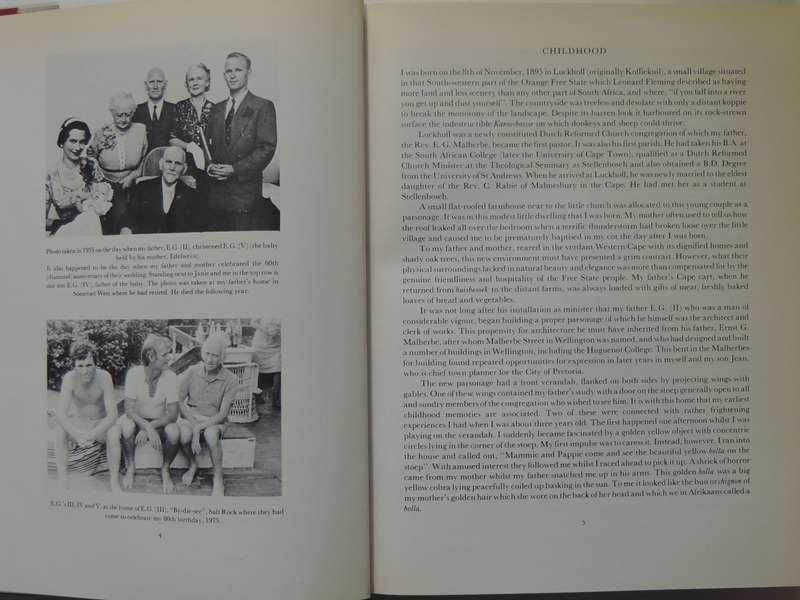 Photo taken in 1955 on the day when my father, E.G. (II), christened E.G. (V) (the baby
held by his mother,
It also happened to be the day when my father and mother celebrated the 60th
(diamond) anniversary of their wedding. Standing next to Janie and me in the top row is
our son E.G. (IV), father of the baby. The photo was taken at my father's home in
Somerset West where he had retired. He died the following year.
E.G.'s III, IV and V, at the home of E.G. (III), "By-die-see", Salt Rock where they had
come to celebrate my 80th birthday, 1975.
4
CHILDHOOD
I was born on the 8th of November, 1895 in Luckhoff (originally Koffiekuil), a small village situated
in that South-western part of the Orange Free State which Leonard Fleming described as having
more land and less scenery than any other part of South Africa, and where, "if you fall into a river
you get up and dust yourself". The countryside was treeless and desolate with only a distant koppie
to break the monotony of the landscape. Despite its barren look it harboured on its rock-strewn
surface the indestructible Karoo-bossie on which donkeys and sheep could thrive.
Luckhoff was a newly constituted Dutch Reformed Church congregation of which my father,
the Rev. E. G. Malherbe, became the first pastor. It was also his first parish. He had taken his B.A. at
the South African College (later the University of Cape Town), qualified as a Dutch Reformed
Church Minister at the Theological Seminary at Stellenbosch and also obtained a B.D. Degree
from the University of St Andrews. When he arrived at Luckhoff, he was newly married to the eldest
daughter of the Rev. C. Rabie of Malmesbury in the Cape. He had met her as a student at
Stellenbosch.
A small flat-roofed farmhouse near to the little church was allocated to this young couple as a
parsonage. It was in this modest little dwelling that I was born. My mother often used to tell us how
the roof leaked all over the bedroom when a terrific thunderstorm had broken loose over the little
village and caused me to be prematurely baptised in my cot the day after I was born.
To my father and mother, reared in the verdant Western Cape with its dignified homes and
shady oak trees, this new environment must have presented a grim contrast. However, what their
physical surroundings lacked in natural beauty and elegance was more than compensated for by the
genuine friendliness and hospitality of the Free State people. My father's Cape cart, when he
returned from huisbesoek to the distant farms, was always loaded with gifts of meat, freshly baked
loaves of bread and vegetables.
It was not long after his installation as minister that my father E.G. (II) who was a man of
considerable vigour, began building a proper parsonage of which he himself was the architect and
clerk of works. This propensity for architecture he must have inherited from his father, Ernst G.
Malherbe, after whom Malherbe Street in Wellington was named, and who had designed and built
a number of buildings in Wellington, including the Huguenot College. This bent in the Malherbes
for building found repeated opportunities for expression in later years in myself and my son Jean,
who is chief town planner for the City of Pretoria.
The new parsonage had a front verandah, flanked on both sides by projecting wings with
gables. One of these wings contained my father's study with a door on the stoep generally open to all
and sundry members of the congregation who wished to see him. It is with this home that my earliest
childhood memories are associated. Two of these were connected with rather frightening
experiences I had when I was about three years old. The first happened one afternoon whilst I was
playing on the verandah. I suddenly became fascinated by a golden yellow object with concentric
circles lying in the corner of the stoep. My first impulse was to caress it. Instead, however, I ran into
the house and called out, "Mammie and Pappie come and see the beautiful yellow bolla on the
stoep". With amused interest they followed me whilst I raced ahead to pick it up. A shriek of horror
came from my mother whilst my father snatched me up in his arms. This golden bolla was a big
yellow cobra lying peacefully coiled up basking in the sun. To me it looked like the bun or chignon of
my mother's golden hair which she wore on the back of her head and which we in Afrikaans called a
bolla.
5